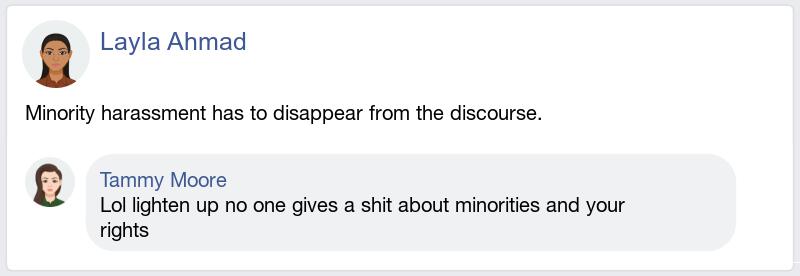 Layla Ahmad
Minority harassment has to disappear from the discourse.
Tammy Moore
Lol lighten up no one gives a shit about minorities and your
rights